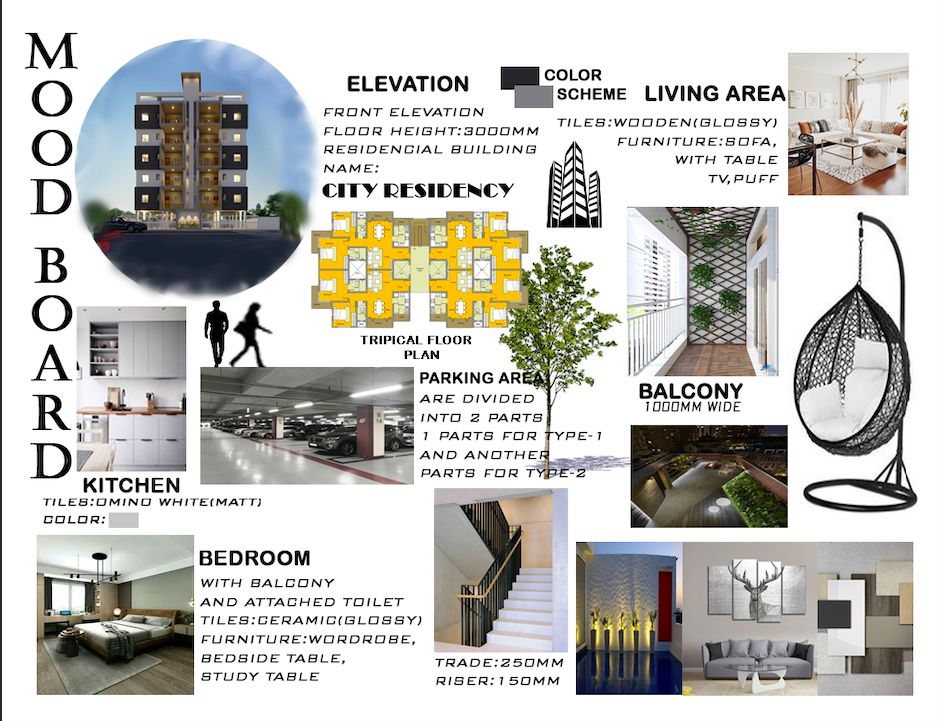 MOOD BOARD
ELEVATION
FRONT ELEVATION
FLOOR HEIGHT:3000MM
RESIDENCIAL BUILDING
NAME:
CITY RESIDENCY
COLOR
SCHEME
LIVING AREA
TILES:WOODEN(GLOSSY)
FURNITURE:SOFA,
WITH TABLE
TV,PUFF
TRIPICAL FLOOR
PLAN
PARKING AREA
ARE DIVIDED
INTO 2 PARTS
1 PARTS FOR TYPE-1
AND ANOTHER
PARTS FOR TYPE-2
BALCONY
1000MM WIDE
KITCHEN
TILES:OMINO WHITE(MATT)
COLOR:
BEDROOM
WITH BALCONY
AND ATTACHED TOILET
TILES:CERAMIC(GLOSSY)
FURNITURE:WORDROBE,
BEDSIDE TABLE,
STUDY TABLE
TRADE:250MM
RISER:150MM